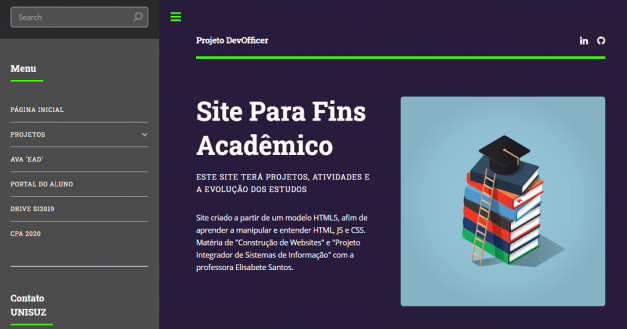 Search
Menu
PÁGINA INICIAL
PROJETOS
AVA 'EAD'
PORTAL DO ALUNO
DRIVE SI2019
CPA 2020
Contato
UNISUZ
Projeto DevOfficer
Site Para Fins
Acadêmico
ESTE SITE TERÁ PROJETOS, ATIVIDADES E
A EVOLUÇÃO DOS ESTUDOS
Site criado a partir de um modelo HTML5, afim de
aprender a manipular e entender HTML, JS e CSS.
Matéria de "Construção de Websites" e "Projeto
Integrador de Sistemas de Informação" com a
professora Elisabete Santos.